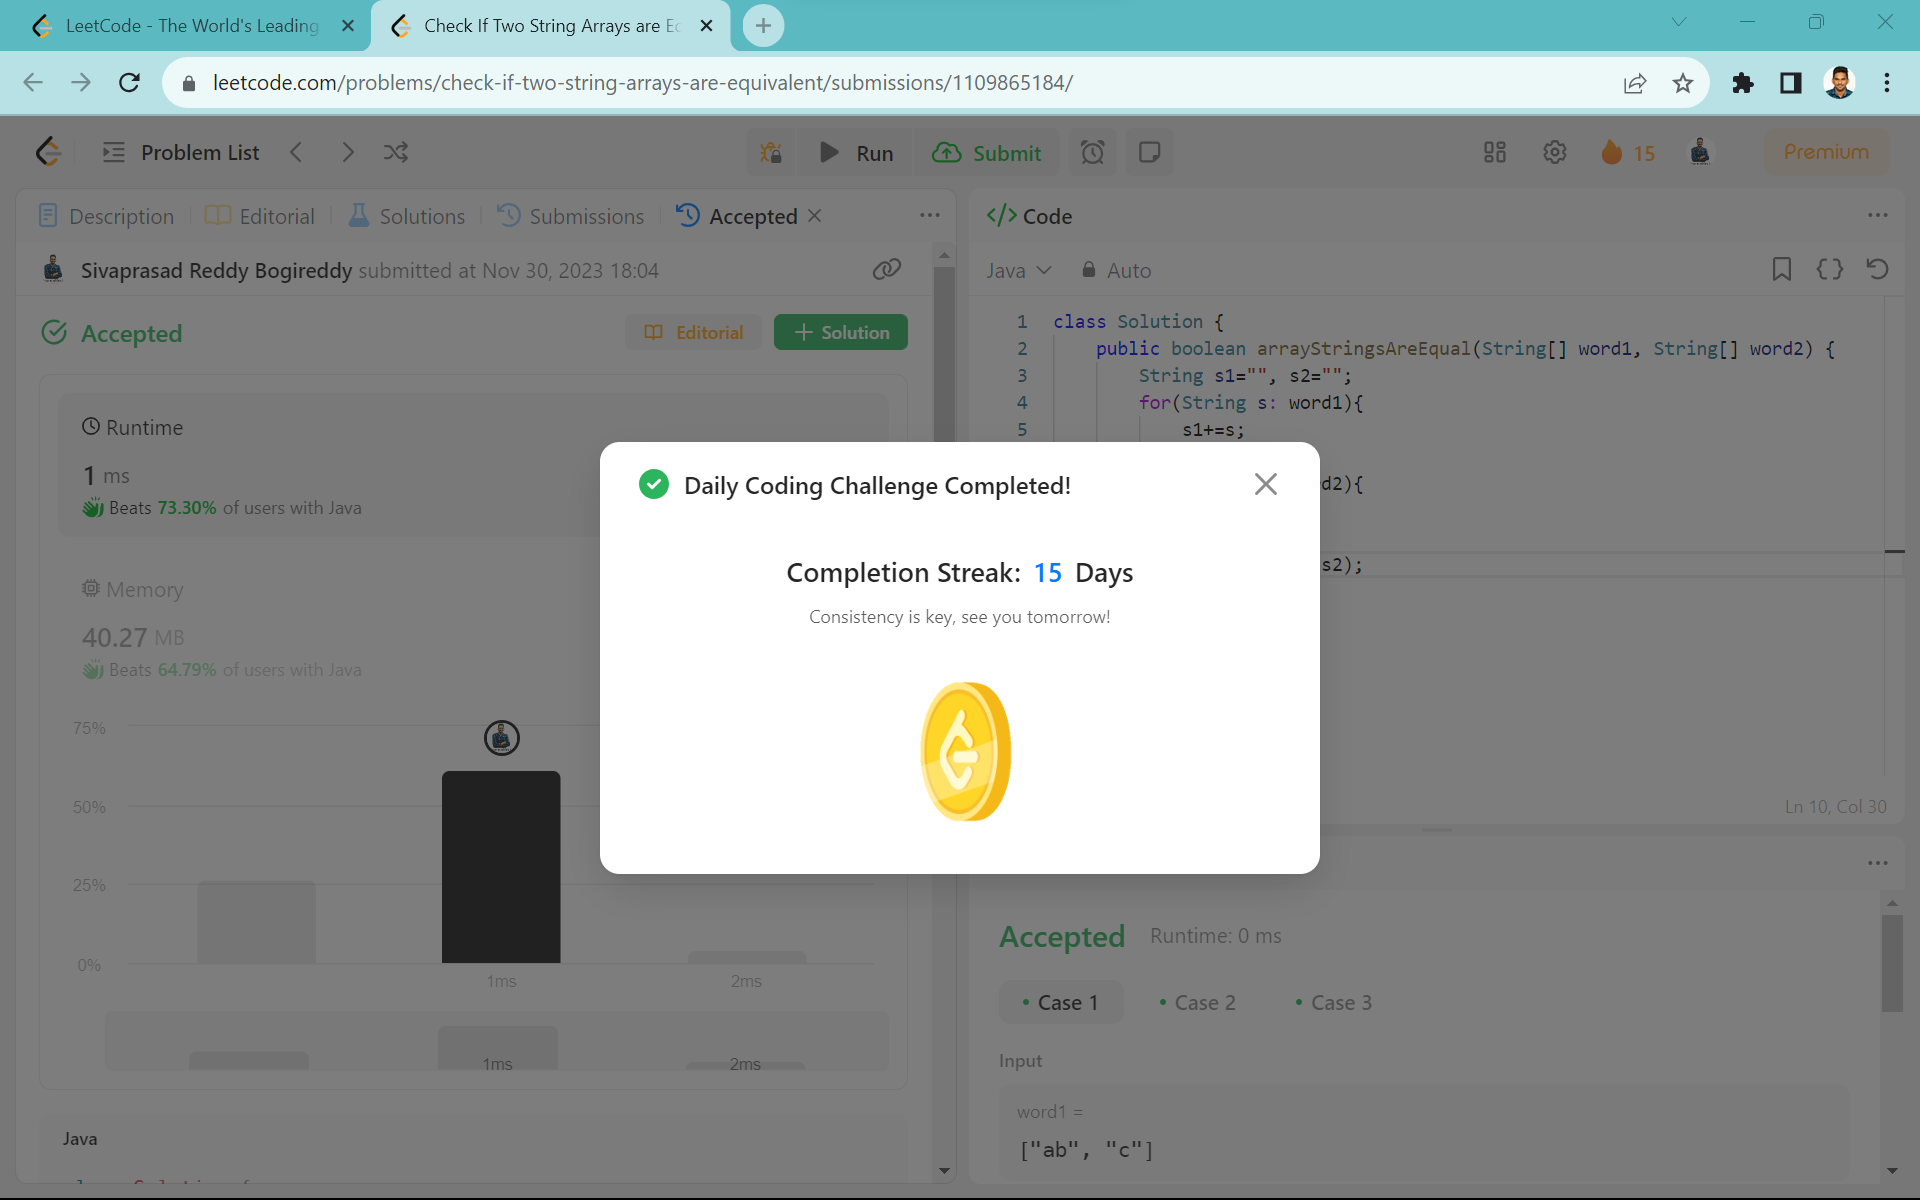 LeetCode - The World's Leading
Check If Two String Arrays are Ec
leetcode.com/problems/check-if-two-string-arrays-are-equivalent/submissions/1109865184/
Problem List
Run
Submit
15
Premium
Description
Editorial
Solutions
Submissions
Accepted
</> Code
Sivaprasad Reddy Bogireddy submitted at Nov 30, 2023 18:04
Java
Auto
Accepted
Editorial
Solution
Runtime
1 ms
Beats 73.30% of users with Java
Memory
40.27 MB
Beats 64.79% of users with Java
75%
50%
25%
0%
1ms
2ms
1ms
2ms
Java
1 class Solution {
2 public boolean arrayStringsAreEqual(String[] word1, String[] word2) {
3 String s1="", s2="";
4 for(String s: word1){
5 s1+=s;
d2){
s2);
Ln 10, Col 30
Daily Coding Challenge Completed!
Completion Streak: 15 Days
Consistency is key, see you tomorrow!
Accepted
Runtime: 0 ms
• Case 1
• Case 2
• Case 3
Input
word1 =
["ab", "c"]